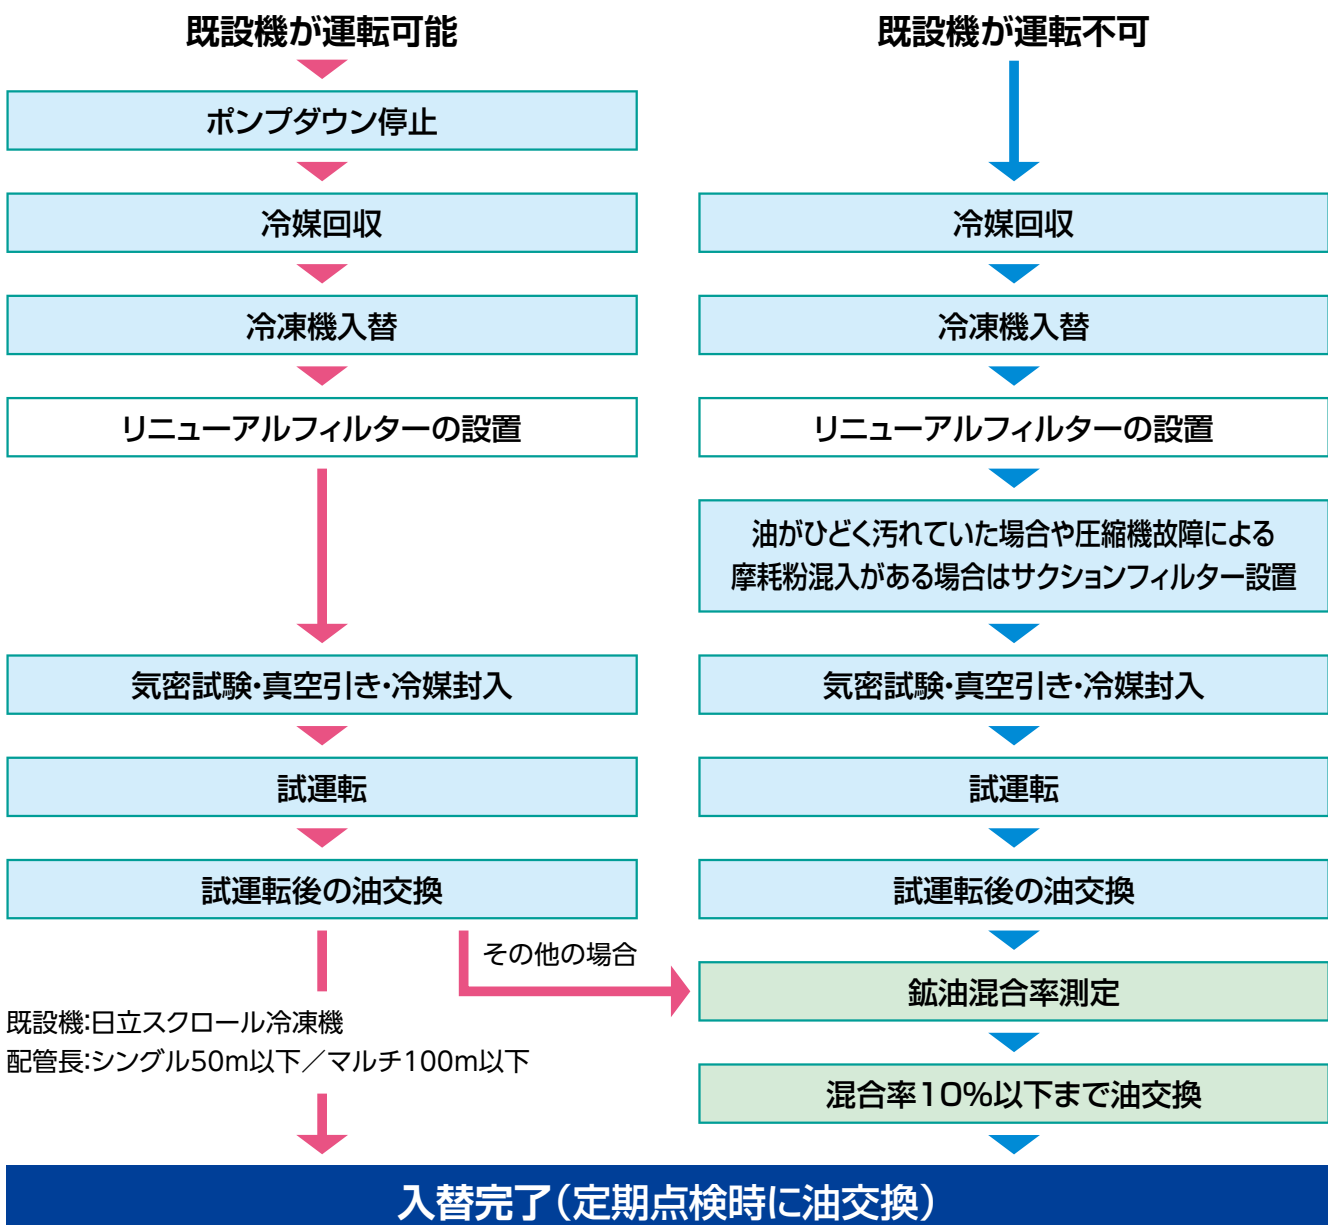 既設機が運転可能
ポンプダウン停止
冷媒回収
冷凍機入替
リニューアルフィルターの設置
気密試験・真空引き・冷媒封入
試運転
試運転後の油交換
その他の場合
既設機:日立スクロール冷凍機
配管長:シングル50m以下／マルチ100m以下
既設機が運転不可
冷媒回収
冷凍機入替
リニューアルフィルターの設置
油がひどく汚れていた場合や圧縮機故障による
摩耗粉混入がある場合はサクションフィルター設置
気密試験・真空引き・冷媒封入
試運転
試運転後の油交換
鉱油混合率測定
混合率10%以下まで油交換
入替完了（定期点検時に油交換）